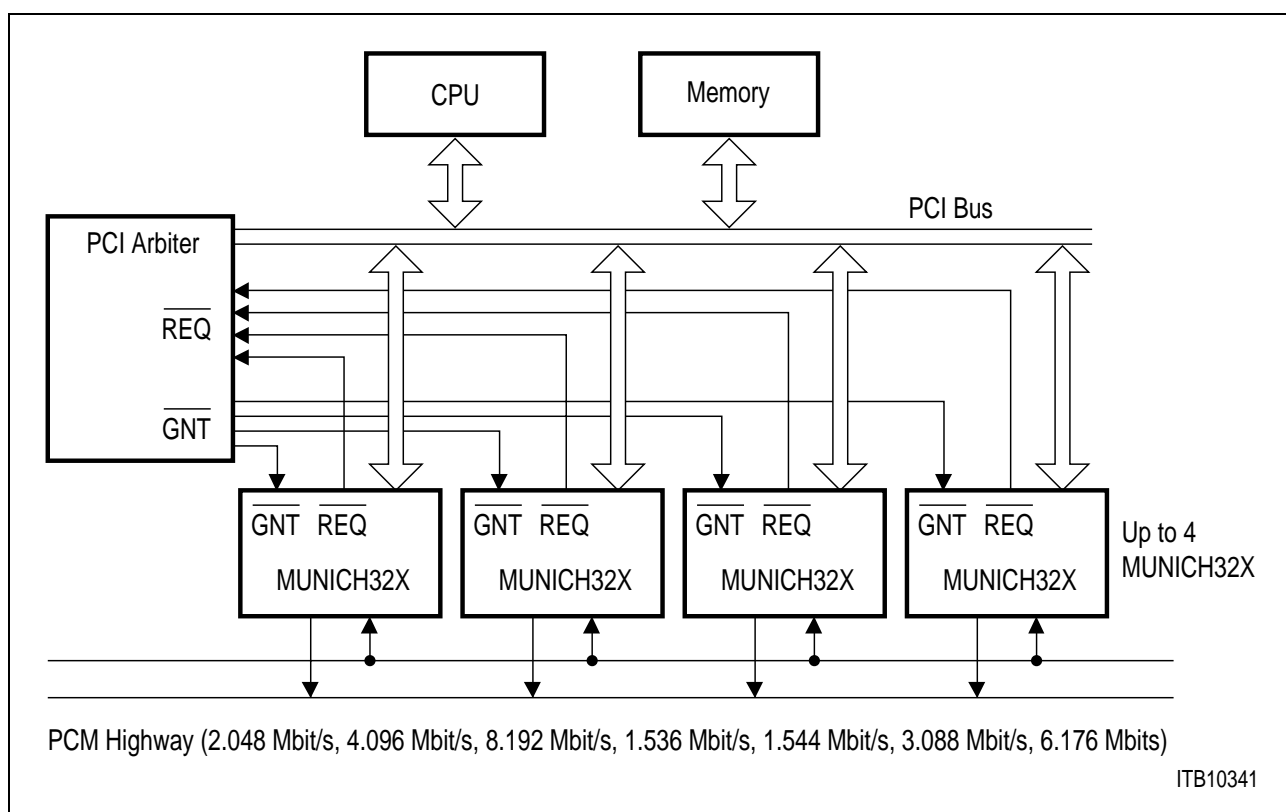 CPU
Memory
PCI Bus
PCI Arbiter
REQ
GNT
GNT REQ
MUNICH32X
GNT REQ
MUNICH32X
GNT REQ
MUNICH32X
GNT REQ
MUNICH32X
Up to 4
MUNICH32X
PCM Highway (2.048 Mbit/s, 4.096 Mbit/s, 8.192 Mbit/s, 1.536 Mbit/s, 1.544 Mbit/s, 3.088 Mbit/s, 6.176 Mbits)
ITB10341